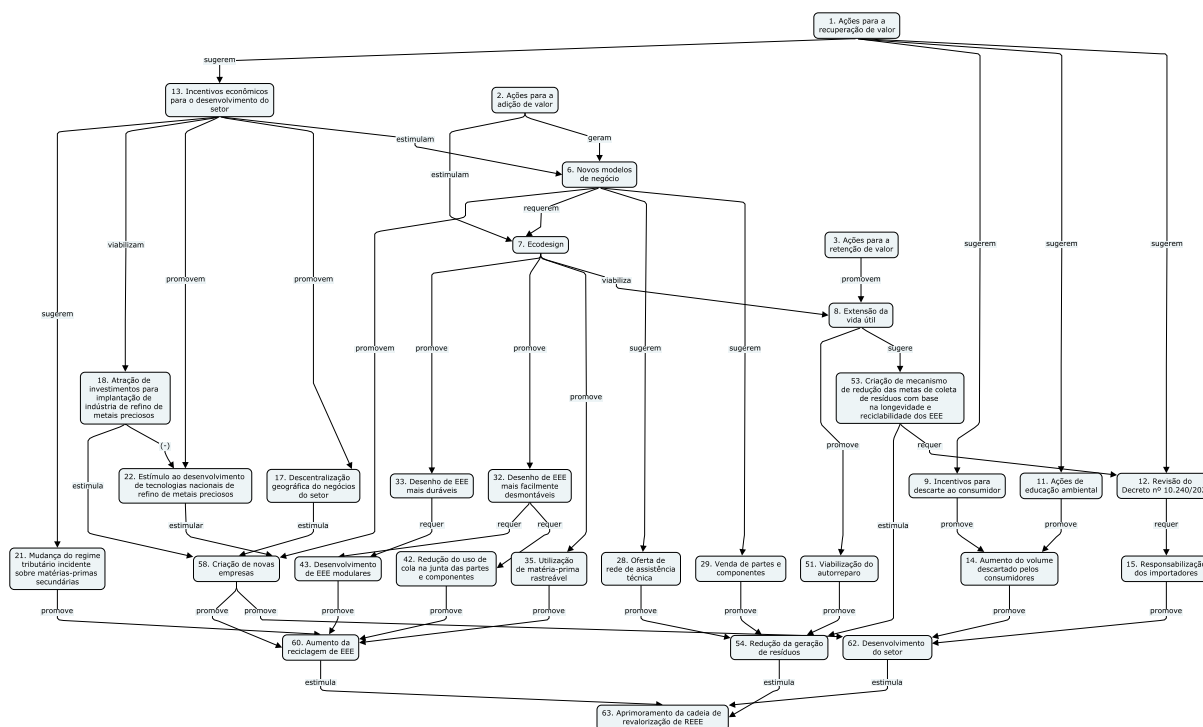 1. Ações para a
recuperação de valor
sugerem
13. Incentivos econômicos
para o desenvolvimento do
setor
2. Ações para a
adição de valor
estimulam
geram
estimulam
6. Novos modelos
de negócio
requerem
7. Ecodesign
3. Ações para a
retenção de valor
viabilizam
sugerem
sugerem
sugerem
promovem
promovem
viabiliza
promovem
8. Extensão da
vida útil
sugerem
promovem
promove
promove
sugerem
sugerem
sugere
18. Atração de
investimentos para
implantação de
indústria de refino de
metais preciosos
53. Criação de mecanismo
de redução das metas de coleta
de resíduos com base
na longevidade e
reciclabilidade dos EEE
promove
(-)
promove
requer
22. Estímulo ao desenvolvimento
de tecnologias nacionais de
refino de metais preciosos
17. Descentralização
geográfica do negócios
do setor
33. Desenho de EEE
mais duráveis
32. Desenho de EEE
mais facilmente
desmontáveis
9. Incentivos para
descarte ao consumidor
11. Ações de
educação ambiental
12. Revisão do
Decreto nº 10.240/20
estimula
estimular
estimula
requer
requer
requer
estimula
promove
promove
requer
21. Mudança do regime
tributário incidente
sobre matérias-primas
secundárias
58. Criação de novas
empresas
43. Desenvolvimento
de EEE modulares
42. Redução do uso de
cola na junta das partes
e componentes
35. Utilização
de matéria-prima
rastreável
28. Oferta de
rede de assistência
técnica
29. Venda de partes e
componentes
51. Viabilização do
autorreparo
14. Aumento do volume
descartado pelos
consumidores
15. Responsabilização
dos importadores
promove
promove
promove
promove
promove
promove
promove
promove
promove
promove
promove
60. Aumento da
reciclagem de EEE
54. Redução da geração
de resíduos
62. Desenvolvimento
do setor
estimula
estimula
estimula
63. Aprimoramento da cadeia de
revalorização de REEE